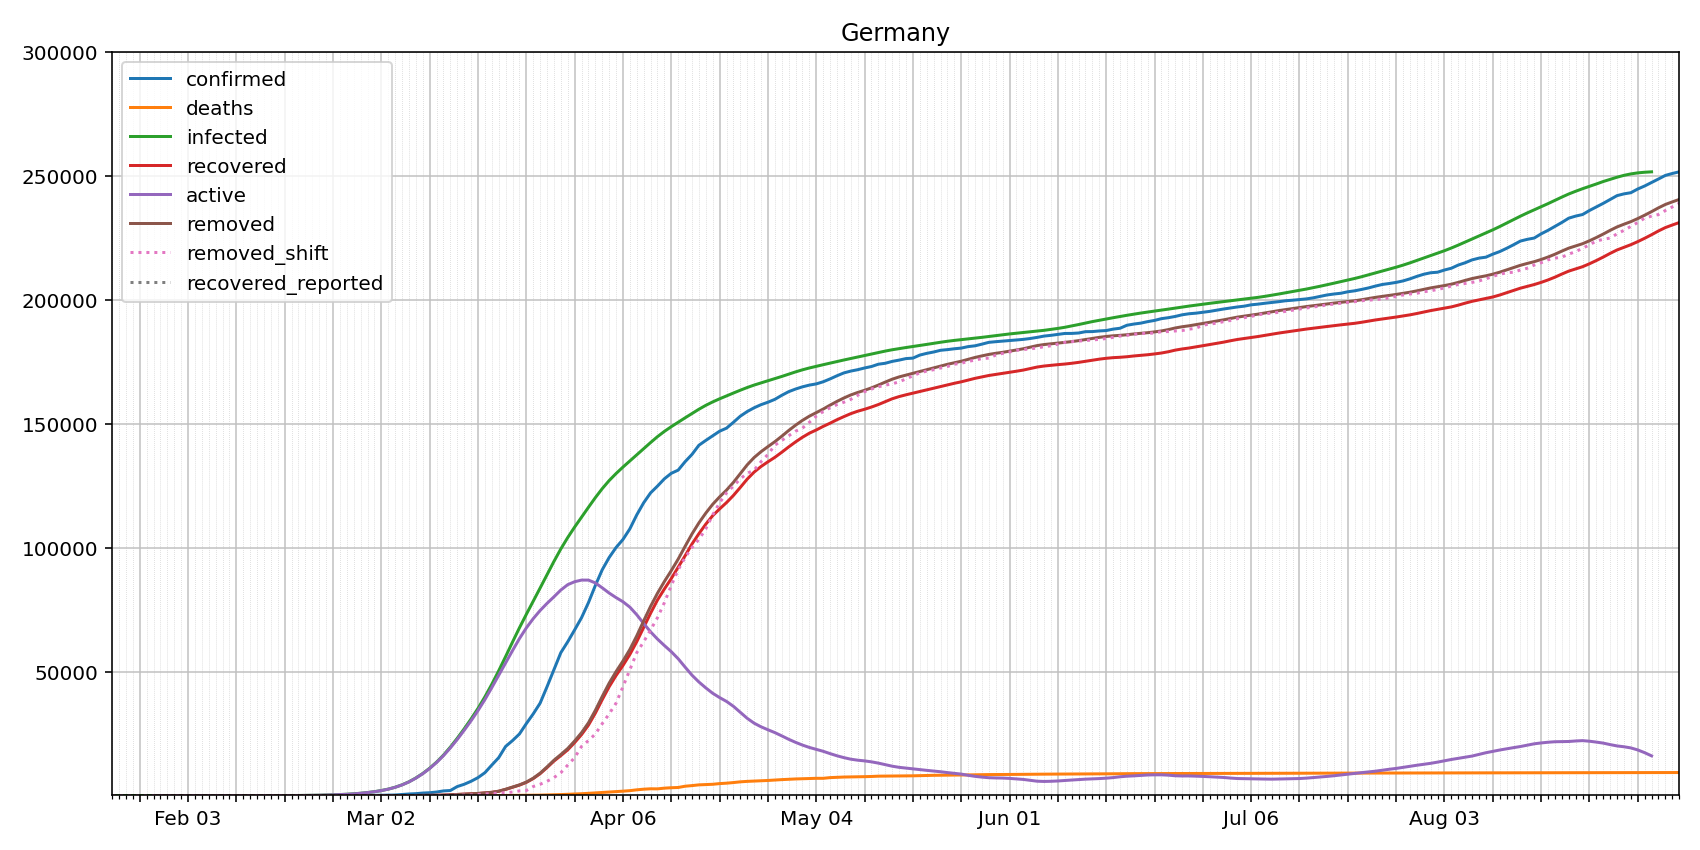 Germany
300000
250000
200000
150000
100000
50000
confirmed
deaths
infected
recovered
active
removed
removed_shift
recovered_reported
Feb 03 Mar 02 Apr 06 May 04 Jun 01 Jul 06 Aug 03